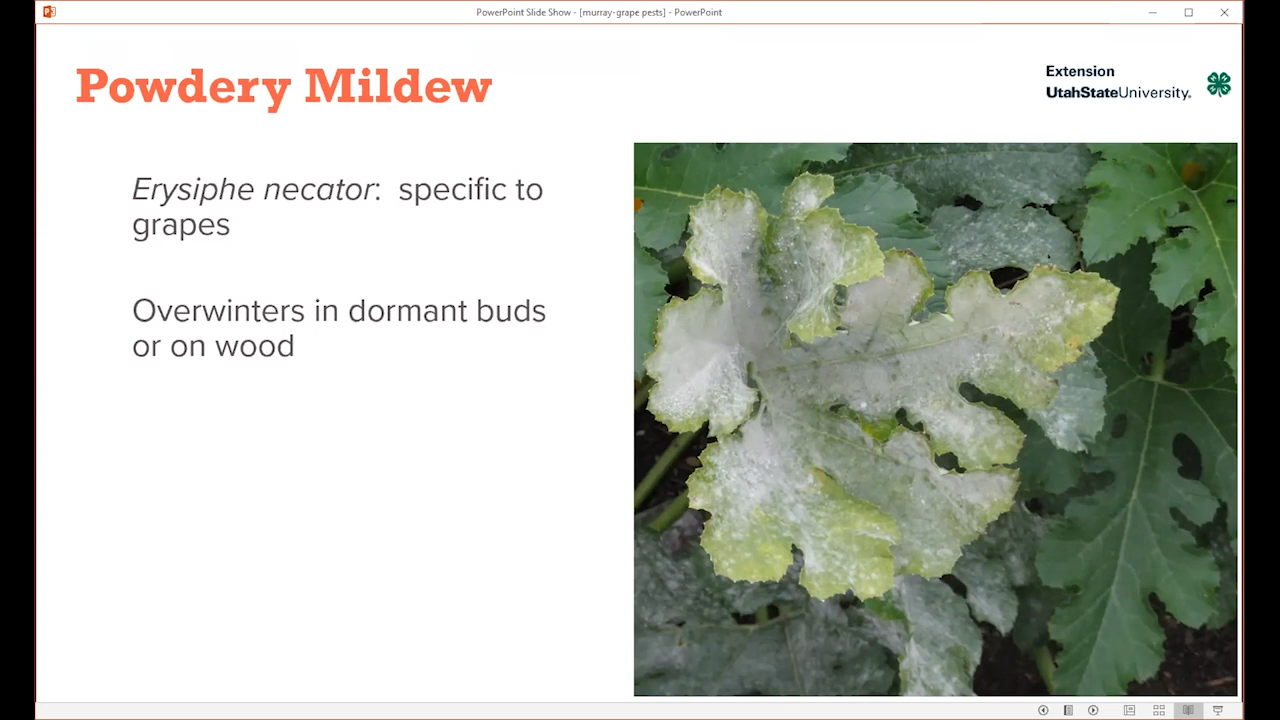 PowerPoint Slide Show - [murray-grape pests] - PowerPoint
Powdery Mildew
Extension
UtahStateUniversity.
Erysiphe necator:  specific to
grapes
Overwinters in dormant buds
or on wood